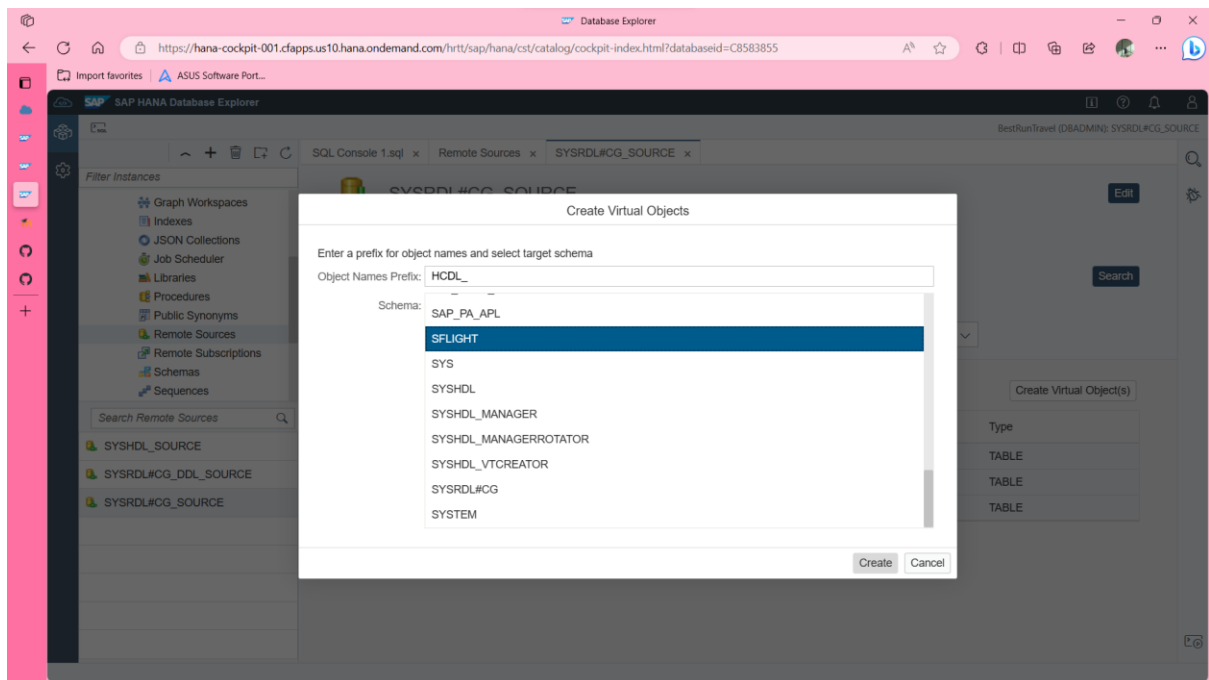 Database Explorer
https://hana-cockpit-001.cfapps.us10.hana.ondemand.com/hrtt/sap/hana/cst/catalog/cockpit-index.html?databaseid=C8583855
Import favorites
ASUS Software Port...
SAP SAP HANA Database Explorer
BestRunTravel (DBADMIN): SYSRDL#CG_SOURCE
SQL Console 1.sql × Remote Sources × SYSRDL#CG_SOURCE ×
Filter Instances
SYSRDL#CG_SOURCE
Edit
Graph Workspaces
Indexes
JSON Collections
Job Scheduler
Libraries
Procedures
Public Synonyms
Remote Sources
Remote Subscriptions
Schemas
Sequences
Search Remote Sources
SYSHDL_SOURCE
SYSRDL#CG_DDL_SOURCE
SYSRDL#CG_SOURCE
Create Virtual Objects
Enter a prefix for object names and select target schema
Object Names Prefix: HCDL_
Schema:
SAP_PA_APL
SFLIGHT
SYS
SYSHDL
SYSHDL_MANAGER
SYSHDL_MANAGERROTATOR
SYSHDL_VTCREATOR
SYSRDL#CG
SYSTEM
Create Cancel
Search
Create Virtual Object(s)
Type
TABLE
TABLE
TABLE